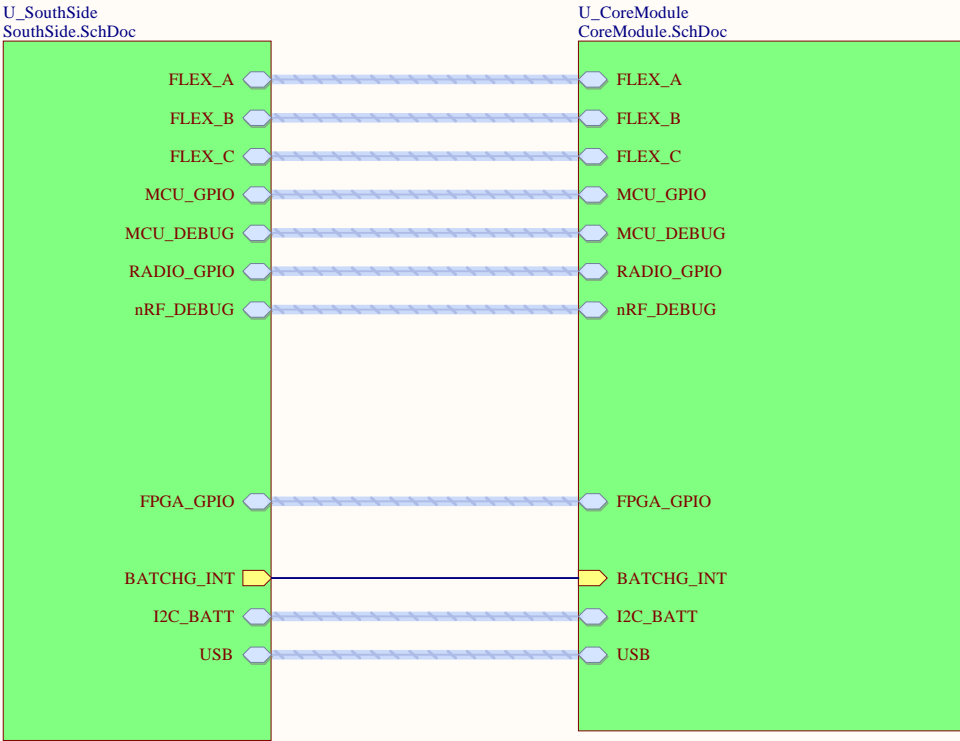 U_SouthSide
SouthSide.SchDoc
U_CoreModule
CoreModule.SchDoc
FLEX_A
FLEX_A
FLEX_B
FLEX_B
FLEX_C
FLEX_C
MCU_GPIO
MCU_GPIO
MCU_DEBUG
MCU_DEBUG
RADIO_GPIO
RADIO_GPIO
nRF_DEBUG
nRF_DEBUG
FPGA_GPIO
FPGA_GPIO
BATCHG_INT
BATCHG_INT
I2C_BATT
I2C_BATT
USB
USB